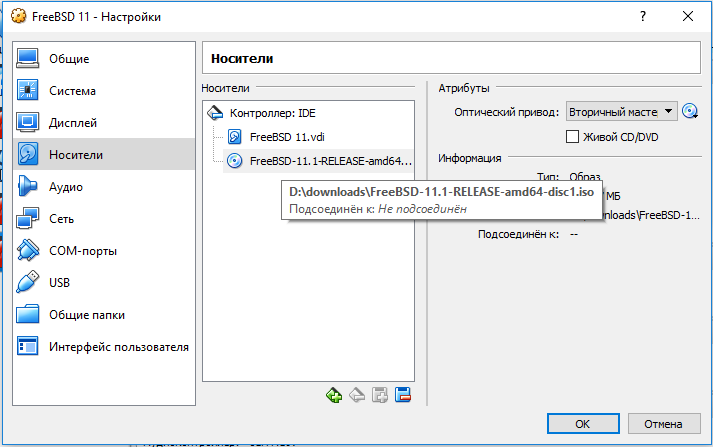 FreeBSD 11 - Настройки
Общие
Система
Дисплей
Носители
Аудио
Сеть
COM-порты
USB
Общие папки
Интерфейс пользователя
Носители
Носители
Контроллер: IDE
FreeBSD 11.vdi
FreeBSD-11.1-RELEASE-amd64...
Атрибуты
Оптический привод: Вторичный масте
Живой CD/DVD
Информация
Тип: Образ
МБ
D:\downloads\FreeBSD-11.1-RELEASE-amd64-disc1.iso
Подсоединён к: Не подсоединён
wnloads\FreeBSD-1...
Подсоединён к: --
OK
Отмена